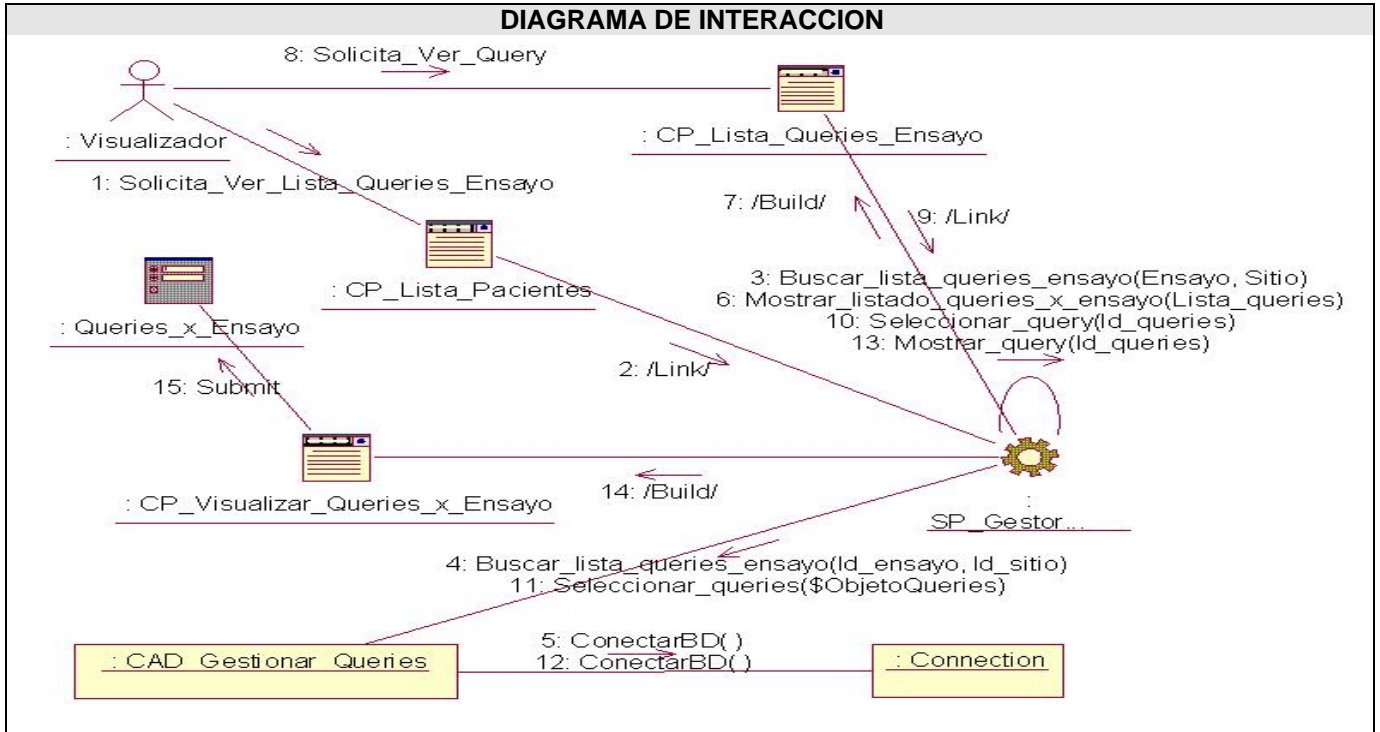 DIAGRAMA DE INTERACCION
8: Solicita_Ver_Query
: Visualizador
: CP_Lista_Queries_Ensayo
1: Solicita_Ver_Lista_Queries_Ensayo
7: /Build/
9: /Link/
: CP_Lista_Pacientes
3: Buscar_lista_queries_ensayo(Ensayo, Sitio)
6: Mostrar_listado_queries_x_ensayo(Lista_queries)
10: Seleccionar_query(Id_queries)
13: Mostrar_query(Id_queries)
: Queries_x_Ensayo
2: /Link/
15: Submit
: CP_Visualizar_Queries_x_Ensayo
14: /Build/
:
SP_Gestor...
4: Buscar_lista_queries_ensayo(Id_ensayo, Id_sitio)
11: Seleccionar_queries($ObjetoQueries)
: CAD_Gestionar_Queries
5: ConectarBD( )
12: ConectarBD( )
: Connection